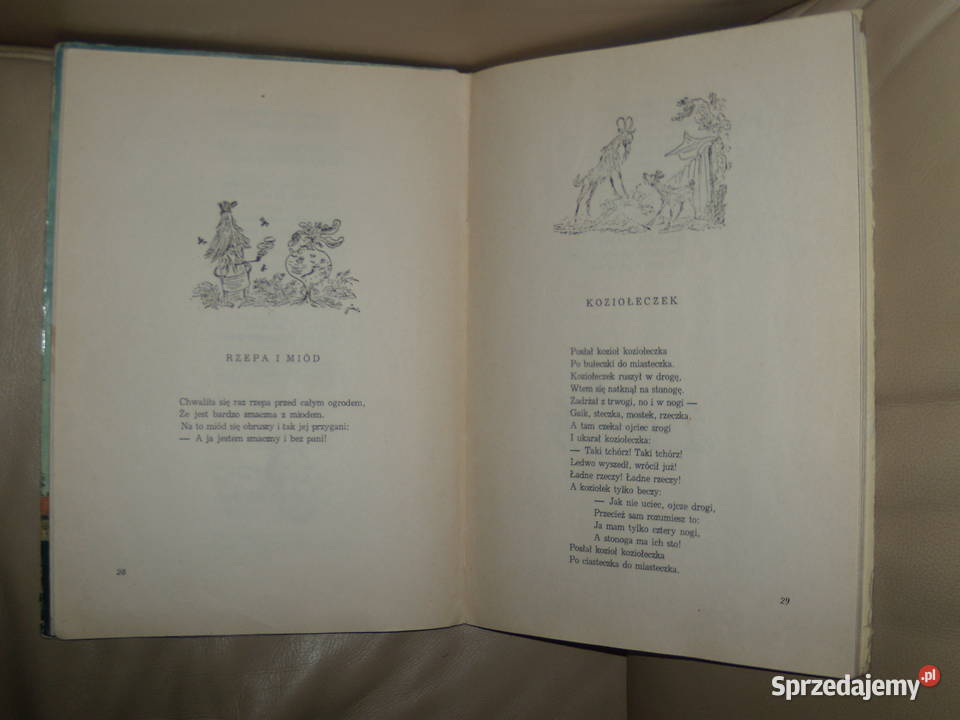 RZEPA I MIÓD
Chwaliła się raz rzepa przed całym ogrodem,
Że jest bardzo smaczna z miodem.
Na to miód się obruszy i tak jej przygani:
— A ja jestem smaczny i bez pani!
28
KOZIOŁECZEK
Posłał kozioł koziołeczka
Po bułeczki do miasteczka.
Koziołeczek ruszył w drogę,
Wtem się natknął na stonogę.
Zadrżał z trwogi, no i w nogi —
Gaik, steczka, mostek, rzeczka.
A tam czekał ojciec srogi
I ukarał koziołeczka:
— Taki tchórz! Taki tchórz!
Ledwo wyszedł, wrócił już!
Ładne rzeczy! Ładne rzeczy!
A koziołek tylko beczy:
— Jak nie uciec, ojcze drogi,
Przecież sam rozumiesz to:
Ja mam tylko cztery nogi,
A stonoga ma ich sto!
Posłał kozioł koziołeczka
Po ciasteczka do miasteczka.
29
Sprzedajemy.pl